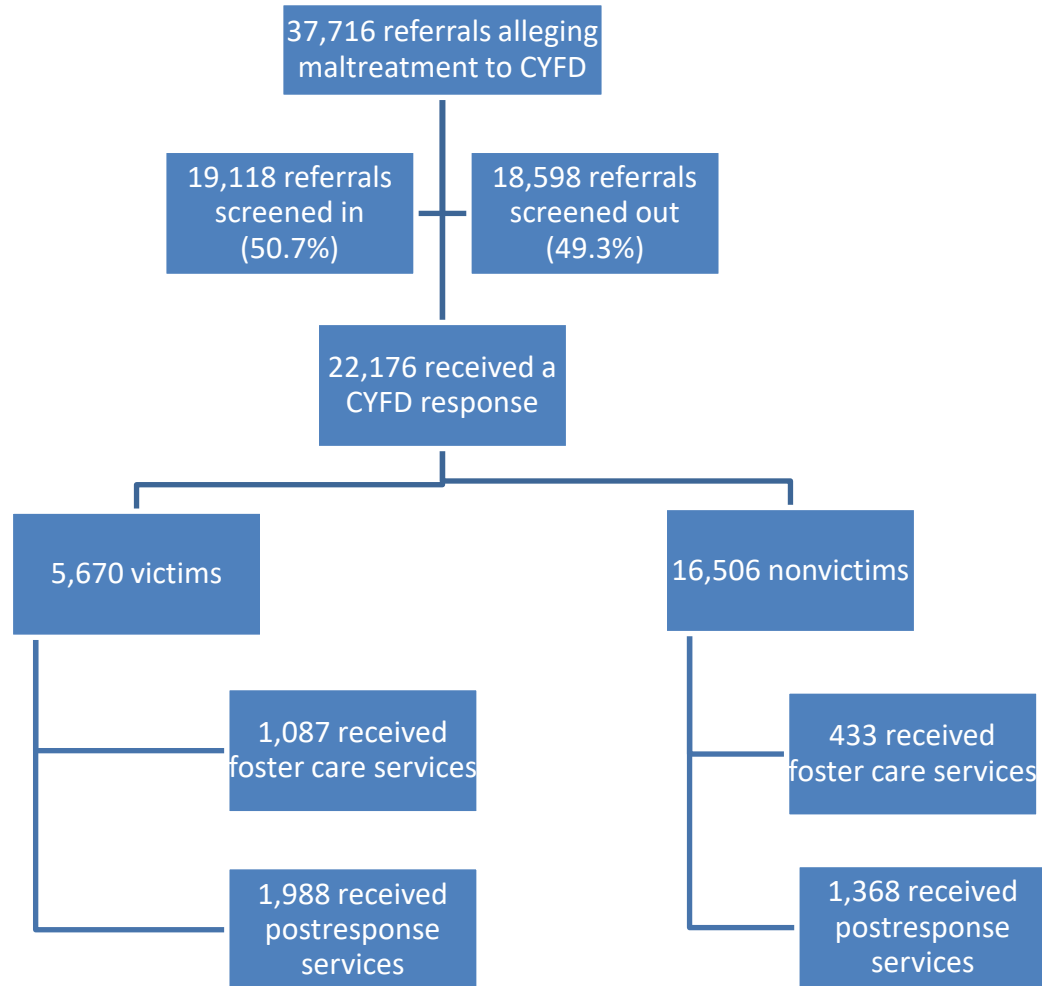 37,716 referrals alleging
maltreatment to CYFD
19,118 referrals
screened in
(50.7%)
18,598 referrals
screened out
(49.3%)
22,176 received a
CYFD response
5,670 victims
16,506 nonvictims
1,087 received
foster care services
433 received
foster care services
1,988 received
postresponse
services
1,368 received
postresponse
services